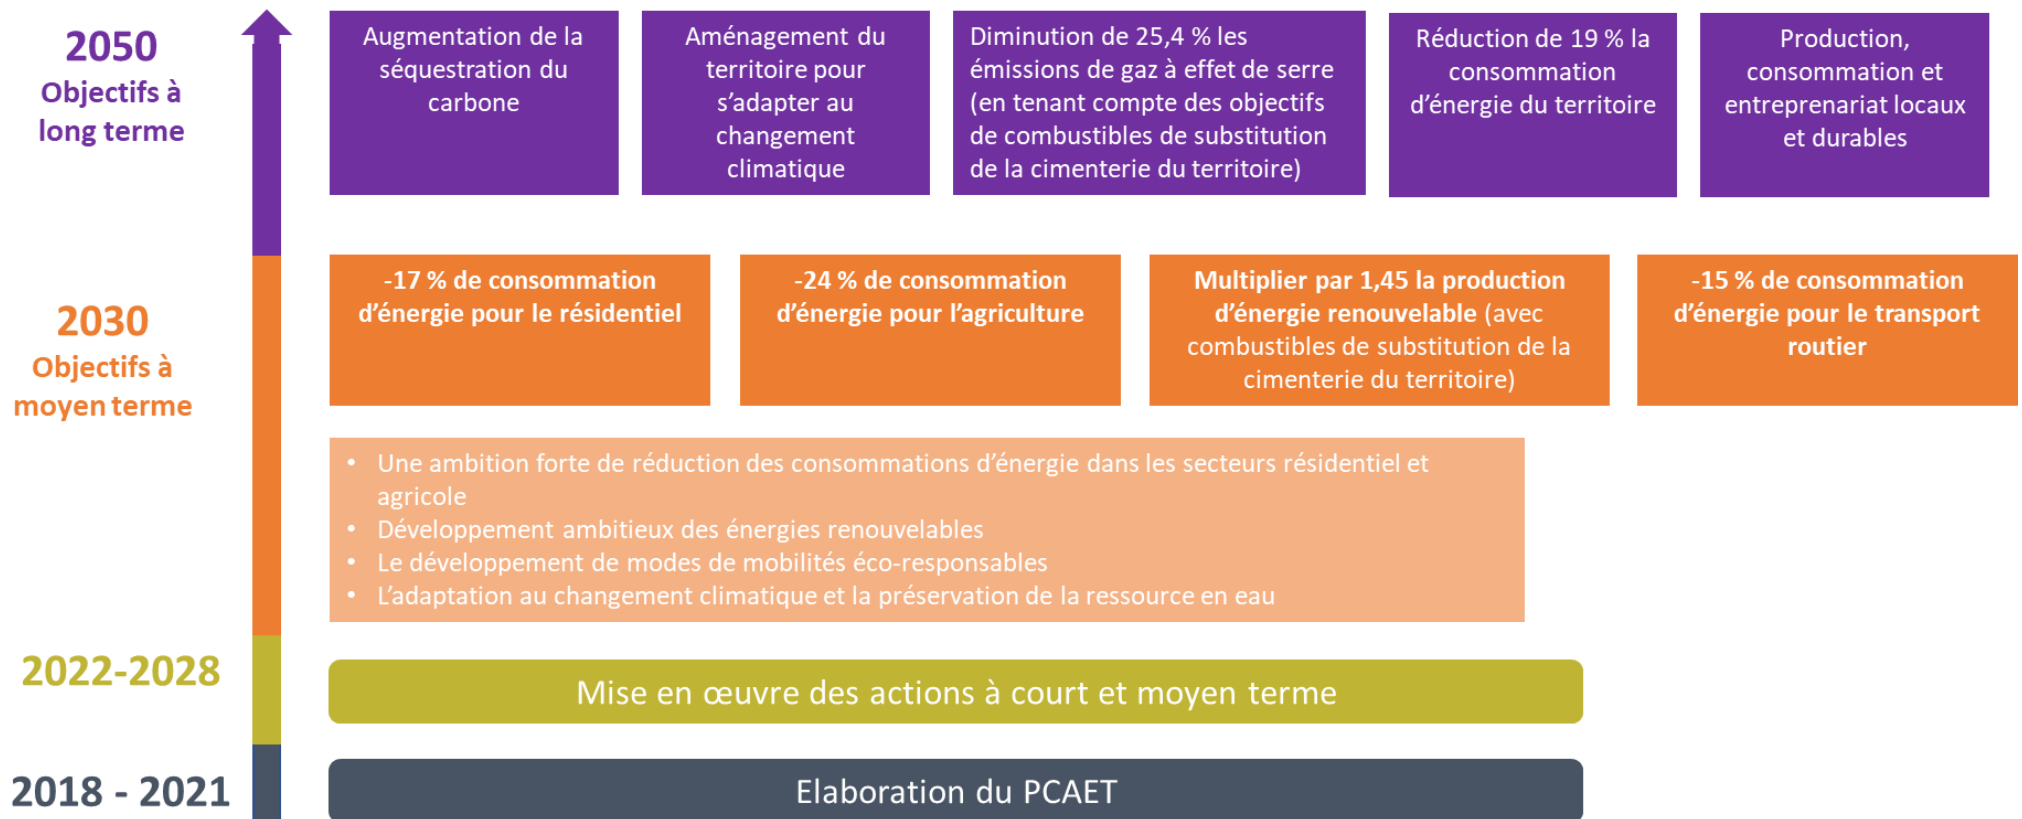 2050
Objectifs à
long terme
Augmentation de la
séquestration du
carbone
Aménagement du
territoire pour
s’adapter au
changement
climatique
Diminution de 25,4 % les
émissions de gaz à effet de serre
(en tenant compte des objectifs
de combustibles de substitution
de la cimenterie du territoire)
Réduction de 19 % la
consommation
d’énergie du territoire
Production,
consommation et
entreprenariat locaux
et durables
2030
Objectifs à
moyen terme
-17 % de consommation
d’énergie pour le résidentiel
-24 % de consommation
d’énergie pour l’agriculture
Multiplier par 1,45 la production
d’énergie renouvelable (avec
combustibles de substitution de la
cimenterie du territoire)
-15 % de consommation
d’énergie pour le transport
routier
• Une ambition forte de réduction des consommations d’énergie dans les secteurs résidentiel et
agricole
• Développement ambitieux des énergies renouvelables
• Le développement de modes de mobilités éco-responsables
• L’adaptation au changement climatique et la préservation de la ressource en eau
2022-2028
Mise en œuvre des actions à court et moyen terme
2018 - 2021
Elaboration du PCAET